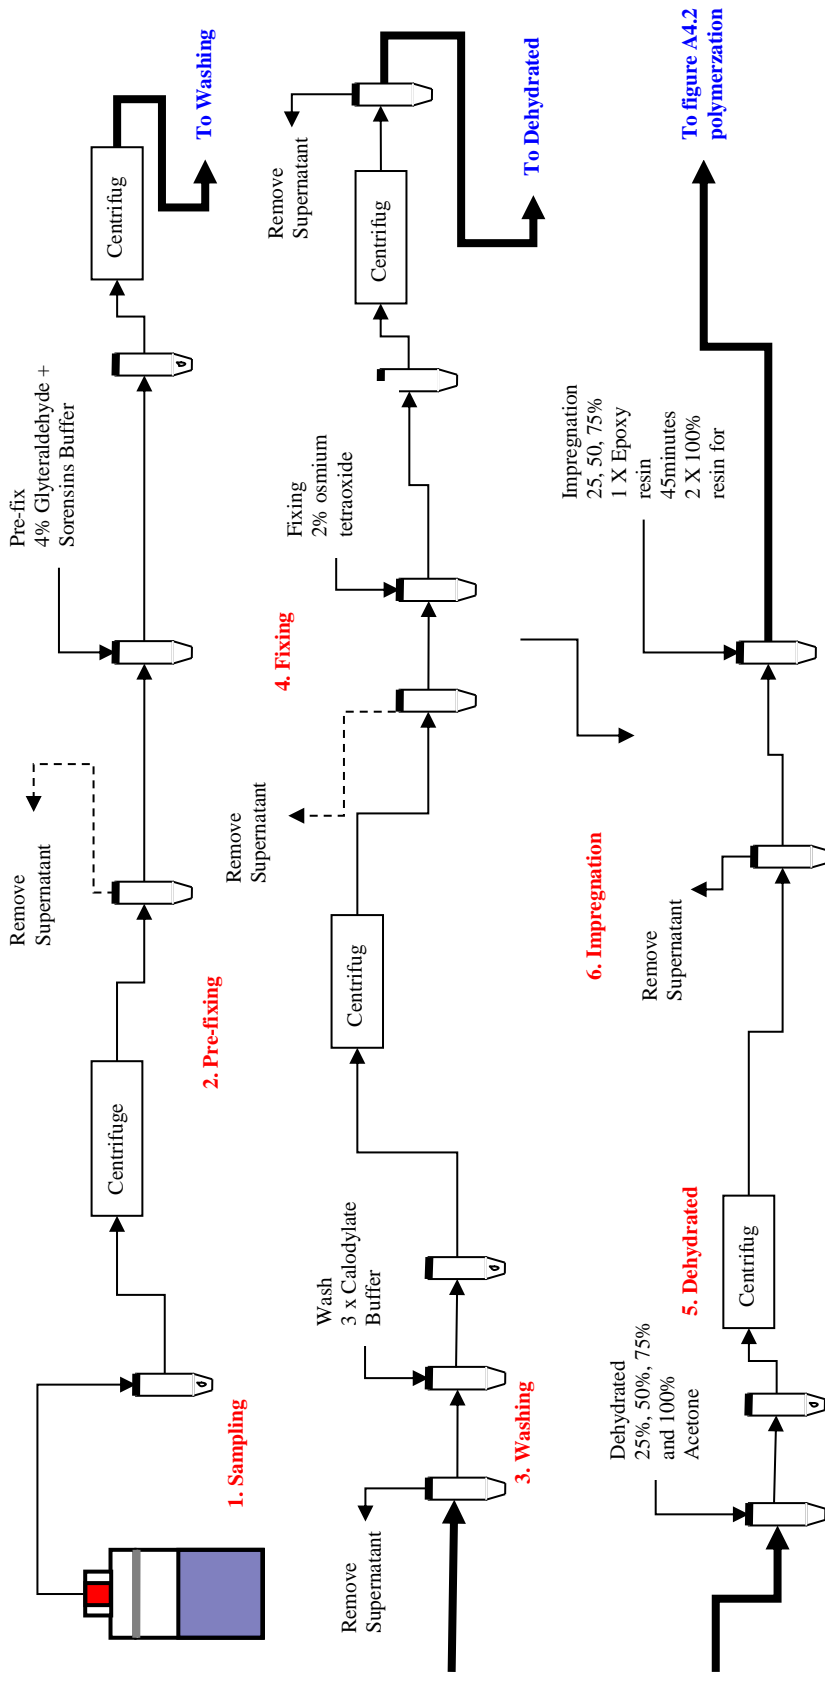 1. Sampling
Centrifuge
2. Pre-fixing
Remove
Supernatant
Pre-fix
4% Glyteraldehyde +
Sorensins Buffer
Centrifug
To Washing
Remove
Supernatant
3. Washing
Wash
3 x Calodylate
Buffer
Centrifug
Remove
Supernatant
4. Fixing
Fixing
2% osmium
tetraoxide
Centrifug
Remove
Supernatant
To Dehydrated
Dehydrated
25%, 50%, 75%
and 100%
Acetone
5. Dehydrated
Centrifug
Remove
Supernatant
6. Impregnation
Impregnation
25, 50, 75%
1 X Epoxy
resin
45minutes
2 X 100%
resin for
To figure A4.2
polymerzation